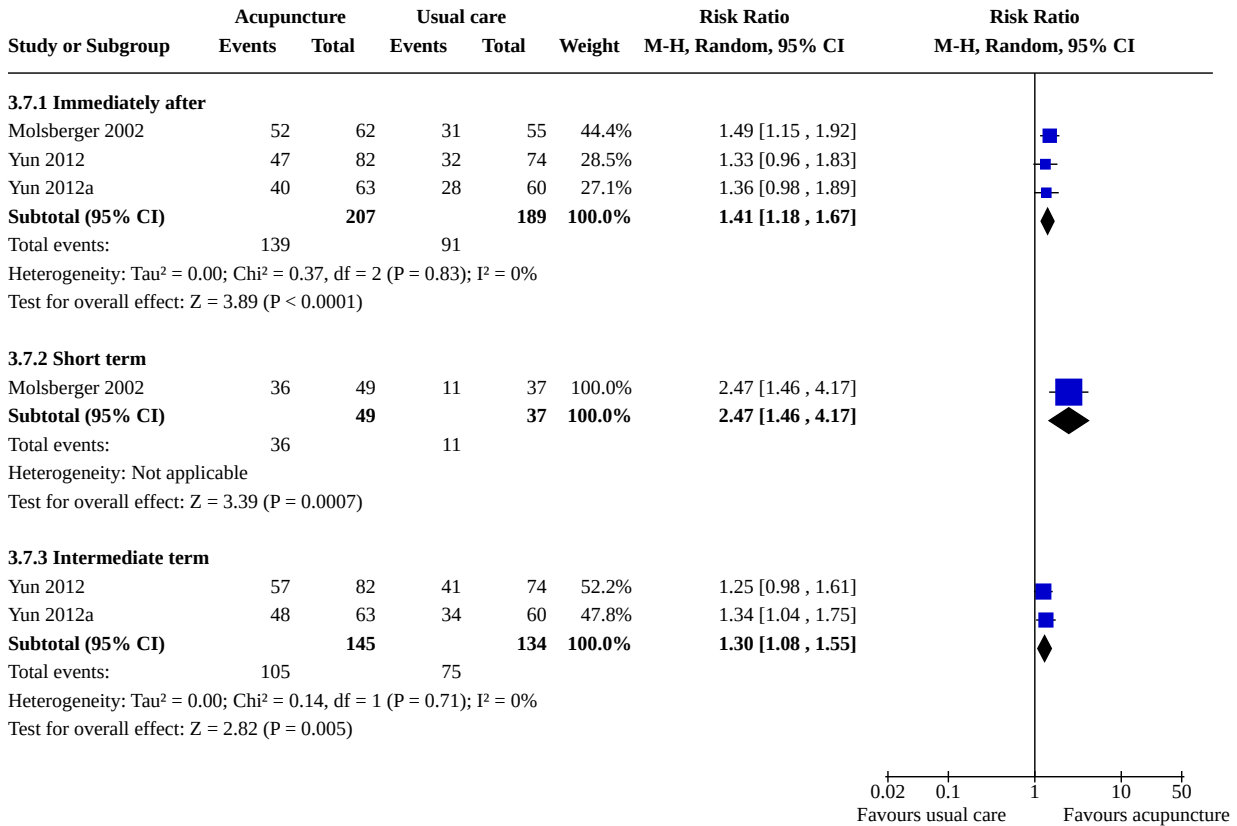 Acupuncture Usual care Risk Ratio Risk Ratio
Study or Subgroup Events Total Events Total Weight M-H, Random, 95% CI M-H, Random, 95% CI
3.7.1 Immediately after
Molsberger 2002 52 62 31 55 44.4% 1.49 [1.15 , 1.92]
Yun 2012 47 82 32 74 28.5% 1.33 [0.96 , 1.83]
Yun 2012a 40 63 28 60 27.1% 1.36 [0.98 , 1.89]
Subtotal (95% CI) 207 189 100.0% 1.41 [1.18 , 1.67]
Total events: 139 91
Heterogeneity: Tau² = 0.00; Chi² = 0.37, df = 2 (P = 0.83); I² = 0%
Test for overall effect: Z = 3.89 (P < 0.0001)
3.7.2 Short term
Molsberger 2002 36 49 11 37 100.0% 2.47 [1.46 , 4.17]
Subtotal (95% CI) 49 37 100.0% 2.47 [1.46 , 4.17]
Total events: 36 11
Heterogeneity: Not applicable
Test for overall effect: Z = 3.39 (P = 0.0007)
3.7.3 Intermediate term
Yun 2012 57 82 41 74 52.2% 1.25 [0.98 , 1.61]
Yun 2012a 48 63 34 60 47.8% 1.34 [1.04 , 1.75]
Subtotal (95% CI) 145 134 100.0% 1.30 [1.08 , 1.55]
Total events: 105 75
Heterogeneity: Tau² = 0.00; Chi² = 0.14, df = 1 (P = 0.71); I² = 0%
Test for overall effect: Z = 2.82 (P = 0.005)
0.02 0.1 1 10 50
Favours usual care Favours acupuncture